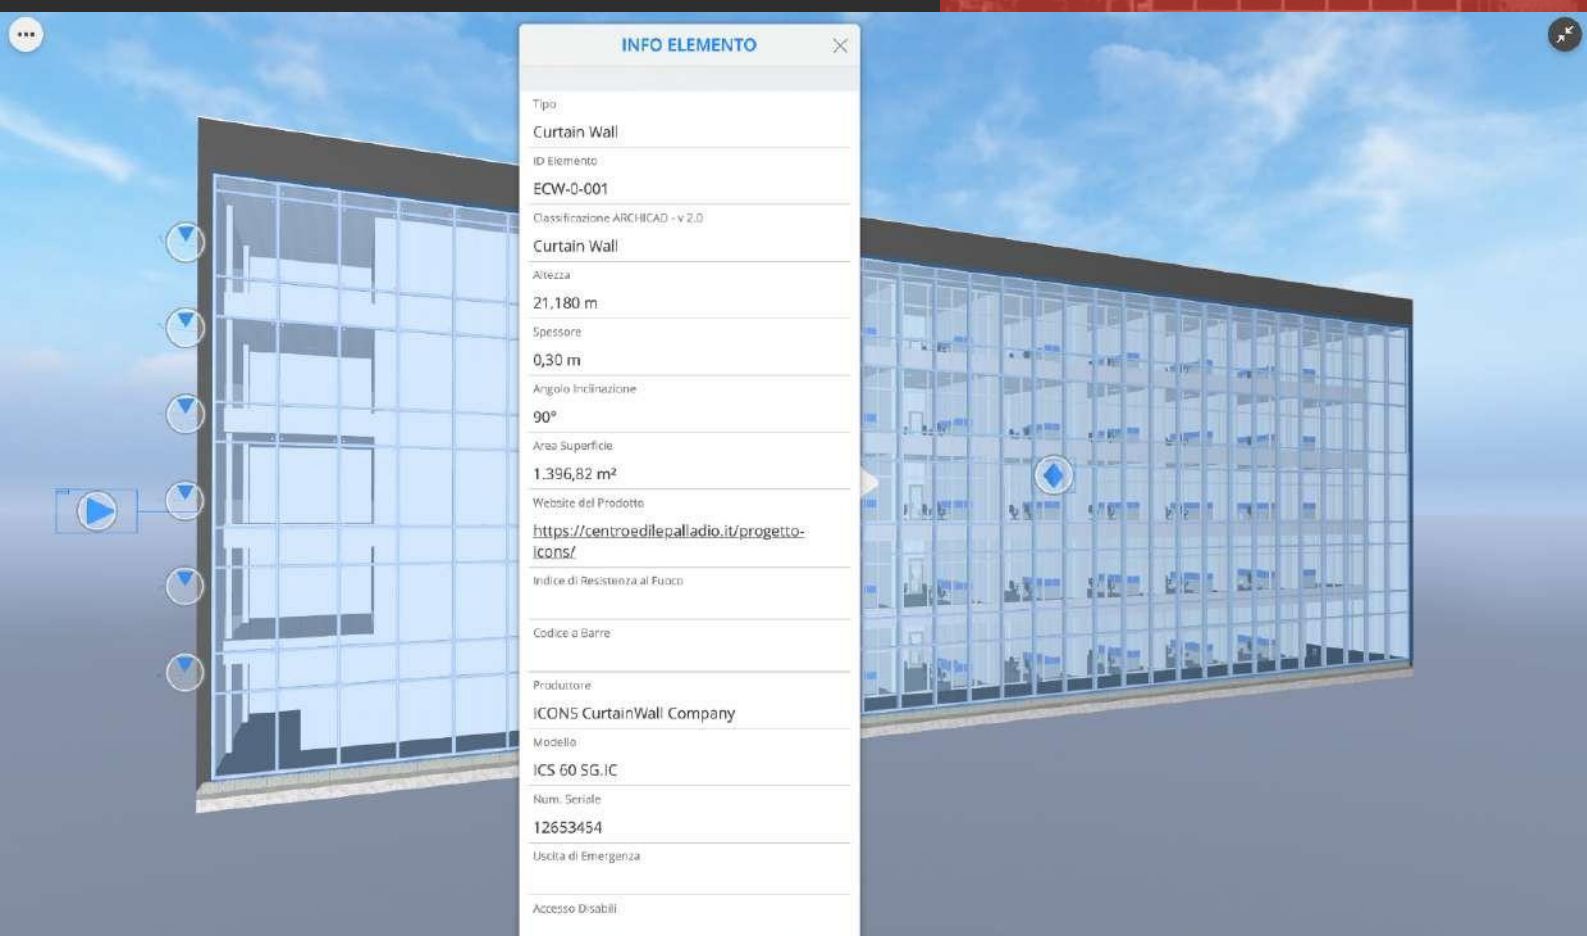 INFO ELEMENTO
Tipo
Curtain Wall
ID Elemento
ECW-0-001
Classificazione ARCHICAD - v 2.0
Curtain Wall
Altezza
21,180 m
Spessore
0,30 m
Angolo Inclinazione
90°
Area Superficie
1.396,82 m²
Website del Prodotto
https://centroedilepalladio.it/progetto-
icons/
Indice di Resistenza al Fuoco
Codice a Barre
Produttore
ICONS CurtainWall Company
Modello
ICS 60 SG.IC
Num. Seriale
12653454
Uscita di Emergenza
Accesso Disabili